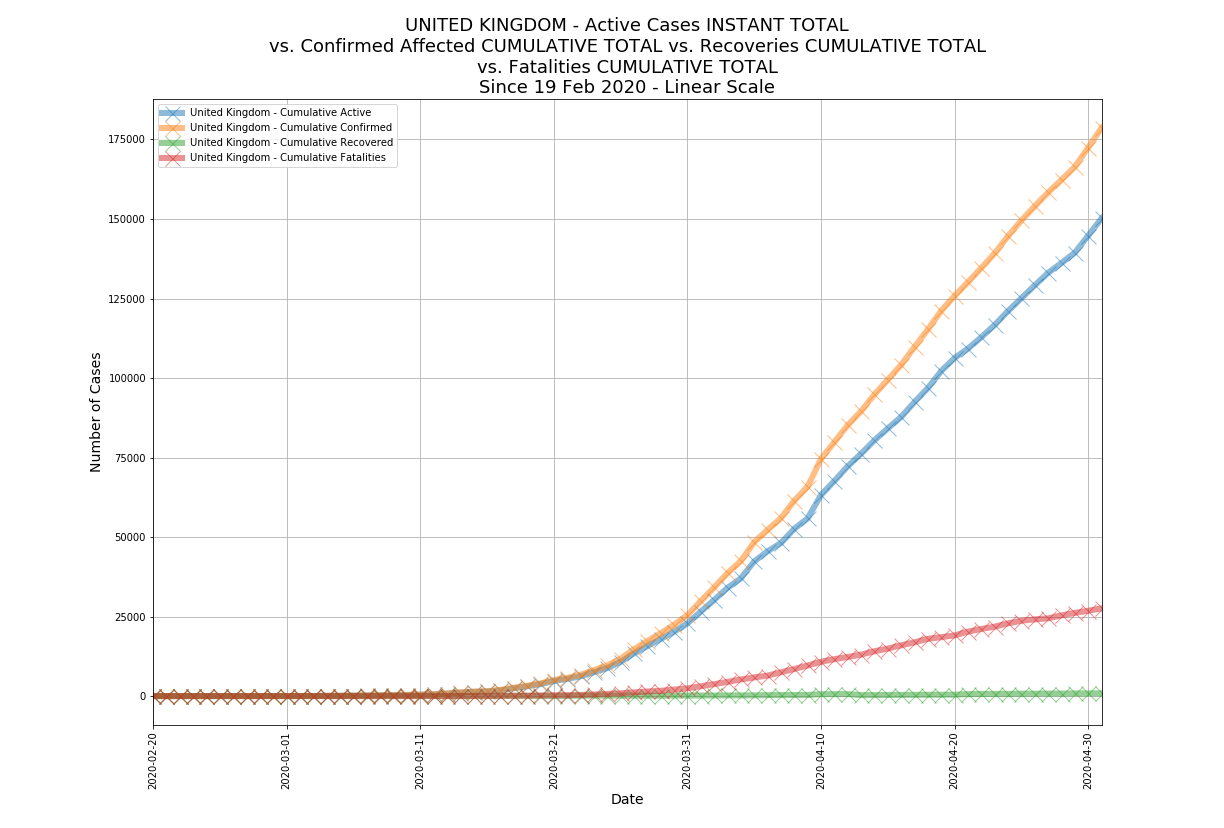 UNITED KINGDOM - Active Cases INSTANT TOTAL
vs. Confirmed Affected CUMULATIVE TOTAL vs. Recoveries CUMULATIVE TOTAL
vs. Fatalities CUMULATIVE TOTAL
Since 19 Feb 2020 - Linear Scale
United Kingdom - Cumulative Active
United Kingdom - Cumulative Confirmed
United Kingdom - Cumulative Recovered
United Kingdom - Cumulative Fatalities
Number of Cases
175000
150000
125000
100000
75000
50000
25000
0
2020-02-20
2020-03-01
2020-03-11
2020-03-21
2020-03-31
2020-04-10
2020-04-20
2020-04-30
Date